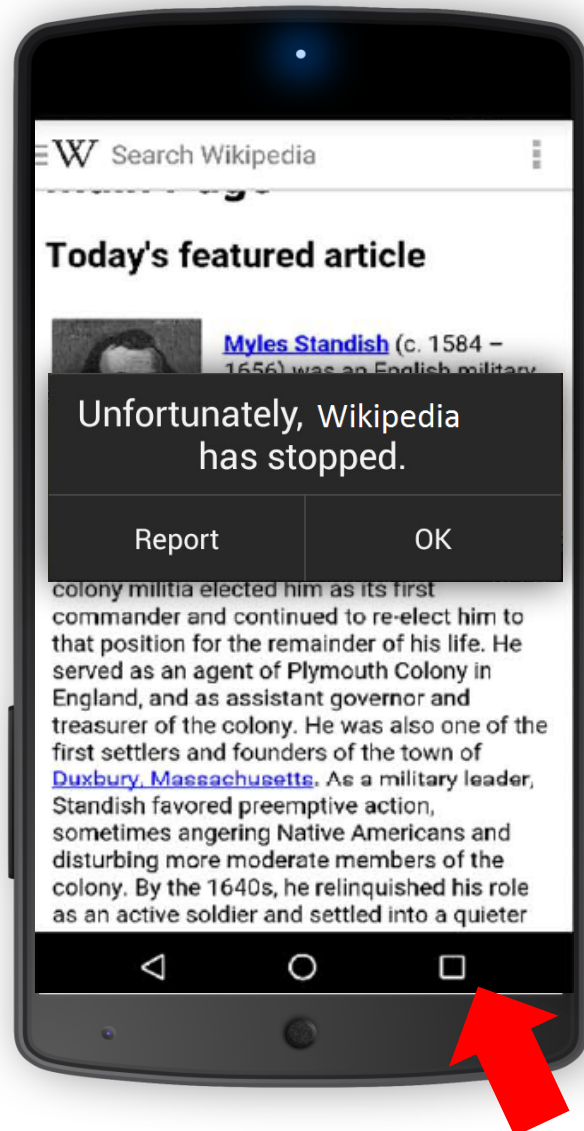 W Search Wikipedia
Today's featured article
Myles Standish (c. 1584 –
1656) was an English military
Unfortunately, Wikipedia
has stopped.
Report OK
colony militia elected him as its first
commander and continued to re-elect him to
that position for the remainder of his life. He
served as an agent of Plymouth Colony in
England, and as assistant governor and
treasurer of the colony. He was also one of the
first settlers and founders of the town of
Duxbury, Massachusetts. As a military leader,
Standish favored preemptive action,
sometimes angering Native Americans and
disturbing more moderate members of the
colony. By the 1640s, he relinquished his role
as an active soldier and settled into a quieter